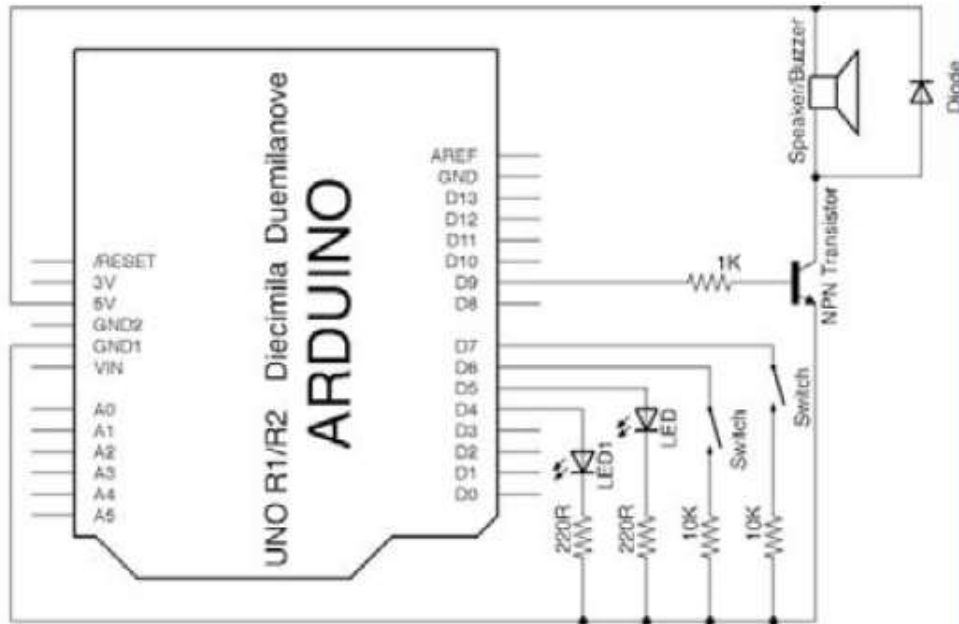 UNO R1/R2 Diecimila Duemilanove
ARDUINO
/RESET
3V
5V
GND2
GND1
VIN
A0
A1
A2
A3
A4
A5
AREF
GND
D13
D12
D11
D10
D9
D8
D7
D6
D5
D4
D3
D2
D1
D0
1K
Speaker/Buzzer
Diode
NPN Transistor
Switch
Switch
LED
LED1
220R
220R
10K
10K